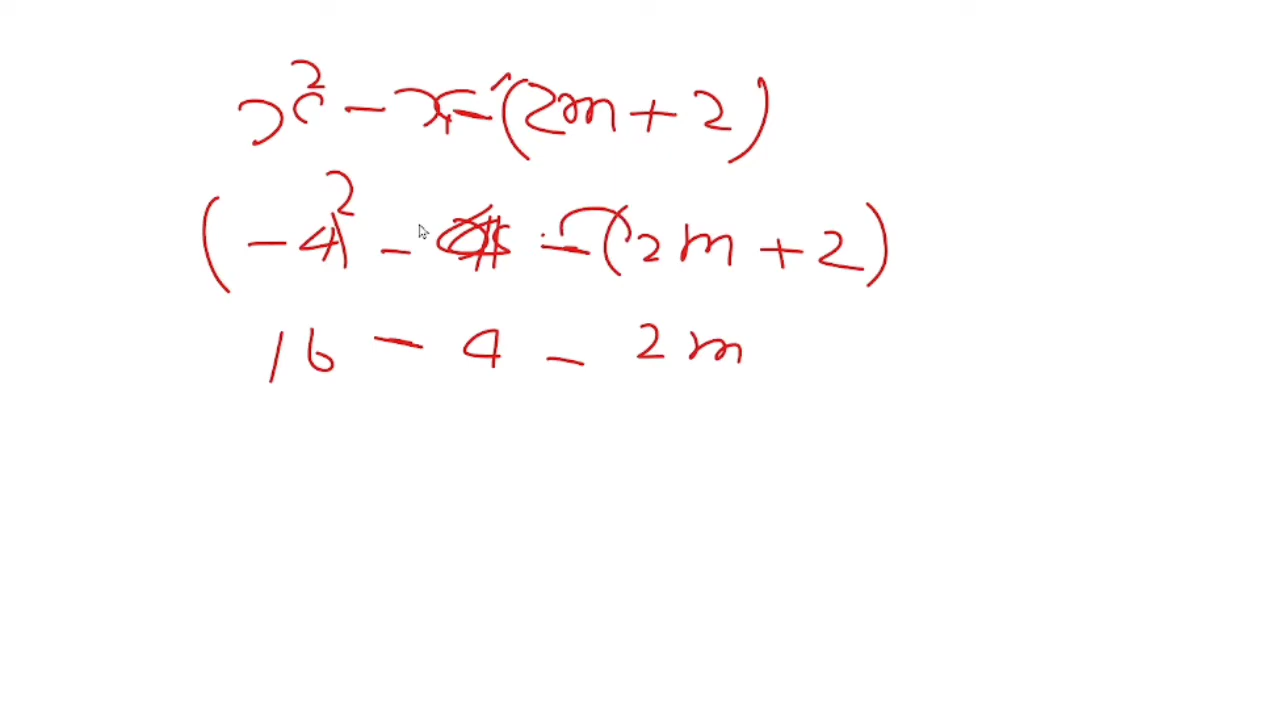 x² - x - (2m + 2)
(-4)² - - (2m + 2)
16 - 4 - 2m